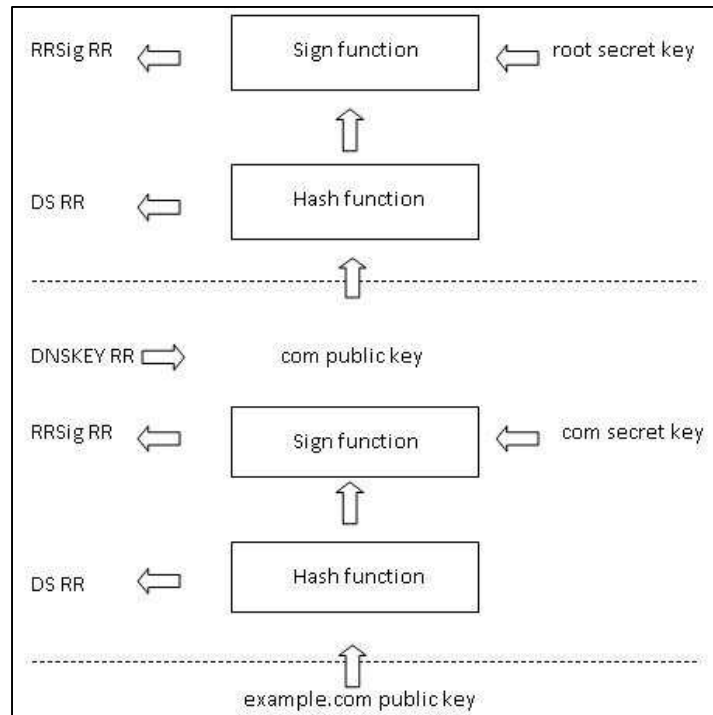 RRSig RR Sign function root secret key
DS RR Hash function
DNSKEY RR com public key
RRSig RR Sign function com secret key
DS RR Hash function
example.com public key